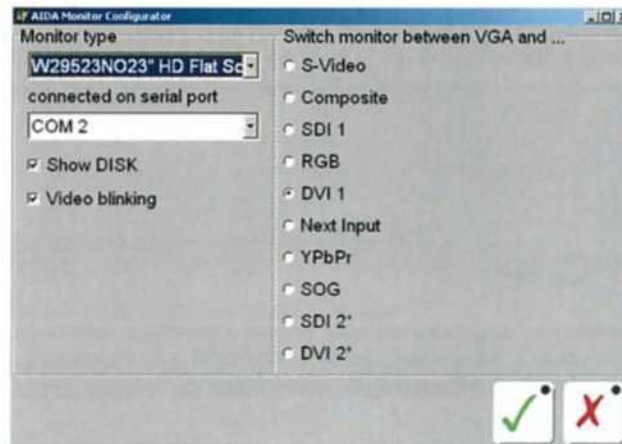 AIDA Monitor Configurator
Monitor type
W29523NO23" HD Flat Sc
connected on serial port
COM 2
Show DISK
Video blinking
Switch monitor between VGA and ...
S-Video
Composite
SDI 1
RGB
DVI 1
Next Input
YPbPr
SOG
SDI 2*
DVI 2*